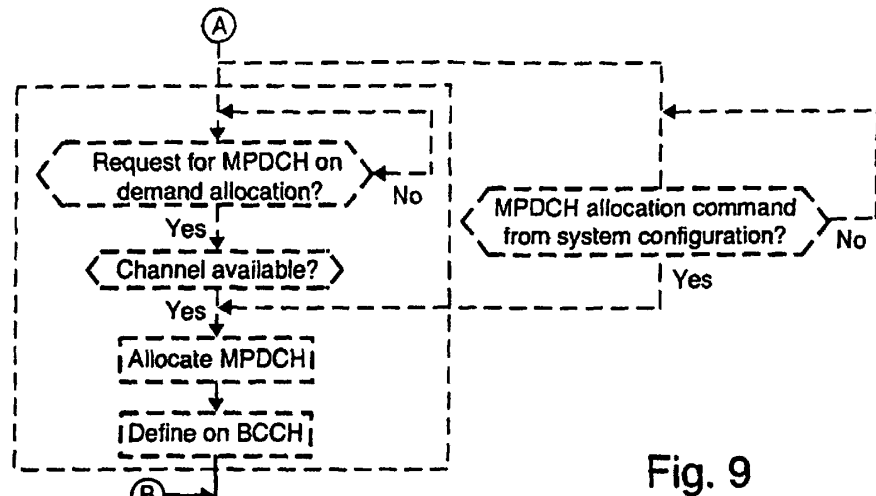 A
Request for MPDCH on
demand allocation?
No
Yes
Channel available?
Yes
Allocate MPDCH
Define on BCCH
B
MPDCH allocation command
from system configuration?
No
Yes
Fig. 9